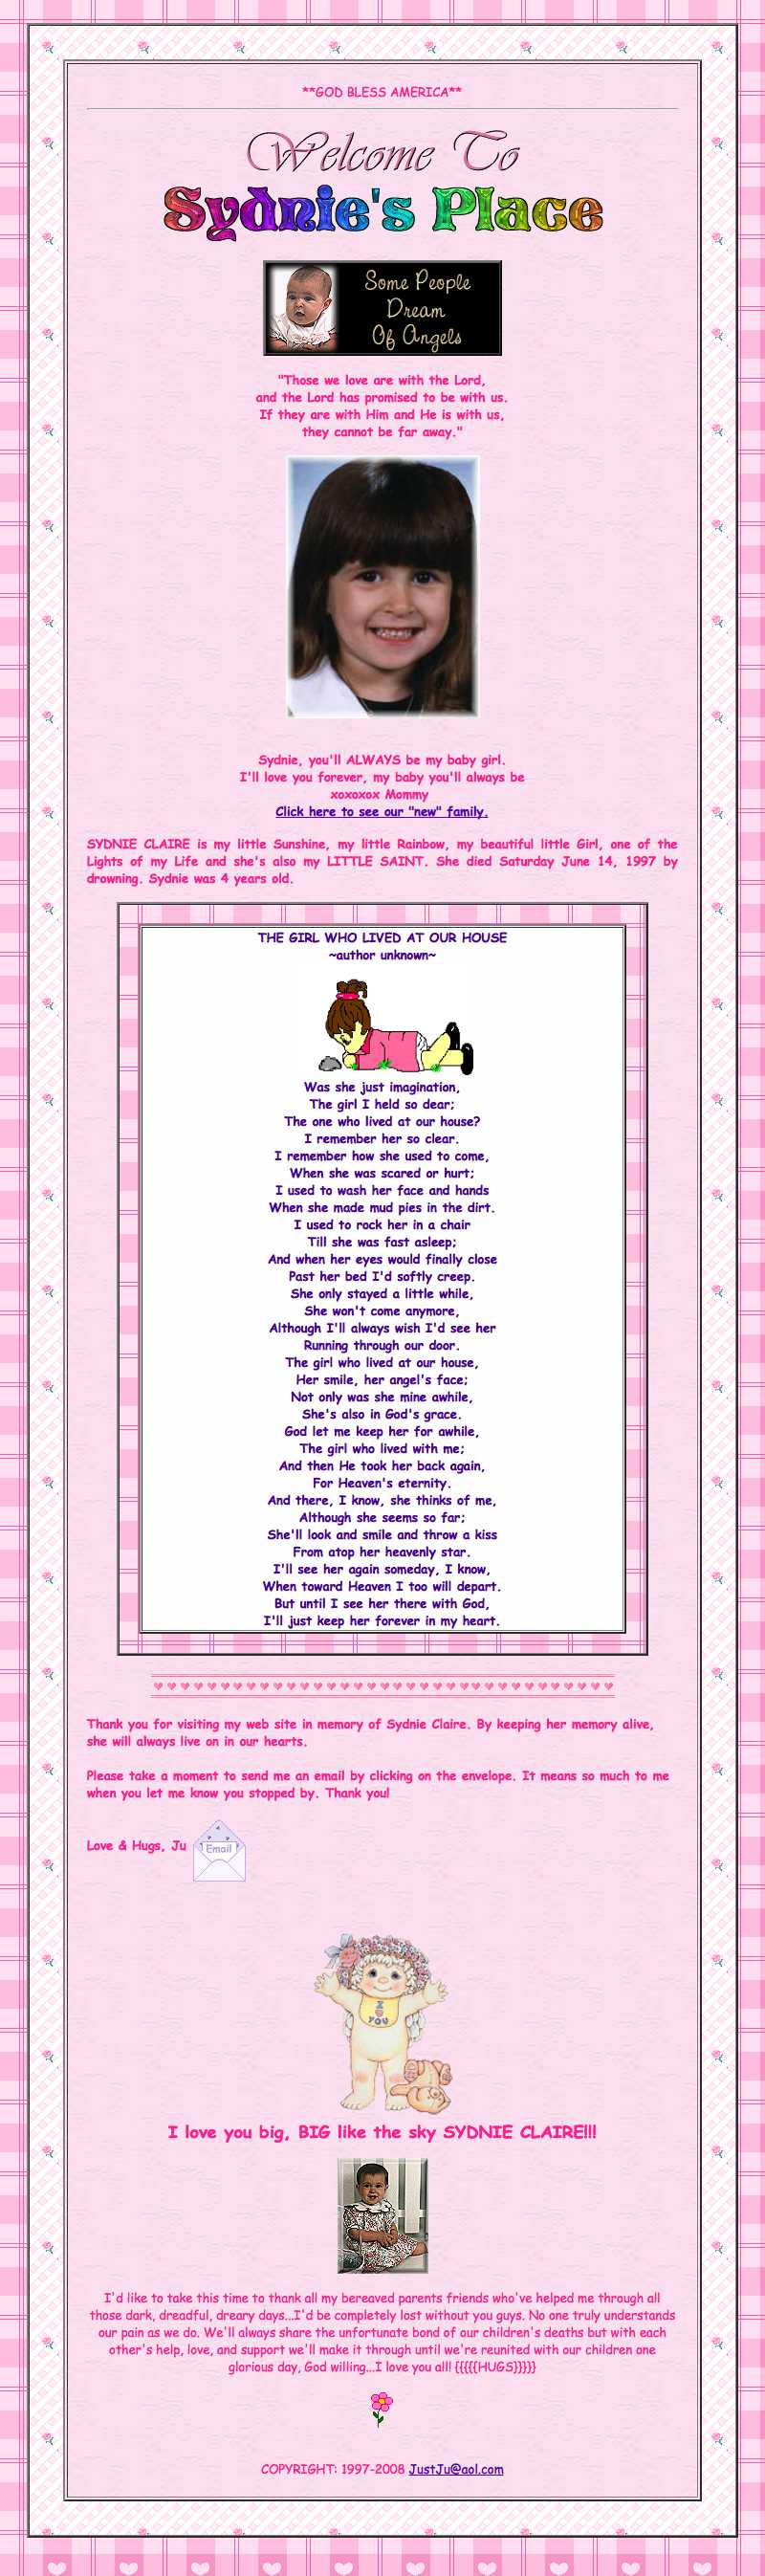 **GOD BLESS AMERICA**
Welcome To
Sydnie's Place
Some People
Dream
Of Angels
"Those we love are with the Lord,
and the Lord has promised to be with us.
If they are with Him and He is with us,
they cannot be far away."
Sydnie, you'll ALWAYS be my baby girl.
I'll love you forever, my baby you'll always be
xoxoxox Mommy
Click here to see our "new" family.
SYDNIE CLAIRE is my little Sunshine, my little Rainbow, my beautiful little Girl, one of the
Lights of my Life and she's also my LITTLE SAINT. She died Saturday June 14, 1997 by
drowning. Sydnie was 4 years old.
THE GIRL WHO LIVED AT OUR HOUSE
~author unknown~
Was she just imagination,
The girl I held so dear;
The one who lived at our house?
I remember her so clear.
I remember how she used to come,
When she was scared or hurt;
I used to wash her face and hands
When she made mud pies in the dirt.
I used to rock her in a chair
Till she was fast asleep;
And when her eyes would finally close
Past her bed I'd softly creep.
She only stayed a little while,
She won't come anymore,
Although I'll always wish I'd see her
Running through our door.
The girl who lived at our house,
Her smile, her angel's face;
Not only was she mine awhile,
She's also in God's grace.
God let me keep her for awhile,
The girl who lived with me;
And then He took her back again,
For Heaven's eternity.
And there, I know, she thinks of me,
Although she seems so far;
She'll look and smile and throw a kiss
From atop her heavenly star.
I'll see her again someday, I know,
When toward Heaven I too will depart.
But until I see her there with God,
I'll just keep her forever in my heart.
Thank you for visiting my web site in memory of Sydnie Claire. By keeping her memory alive,
she will always live on in our hearts.
Please take a moment to send me an email by clicking on the envelope. It means so much to me
when you let me know you stopped by. Thank you!
Love & Hugs, Ju
Email
I
YOU
I love you big, BIG like the sky SYDNIE CLAIRE!!!
I'd like to take this time to thank all my bereaved parents friends who've helped me through all
those dark, dreadful, dreary days...I'd be completely lost without you guys. No one truly understands
our pain as we do. We'll always share the unfortunate bond of our children's deaths but with each
other's help, love, and support we'll make it through until we're reunited with our children one
glorious day, God willing...I love you all! {{{{{HUGS}}}}}
COPYRIGHT: 1997-2008 JustJu@aol.com